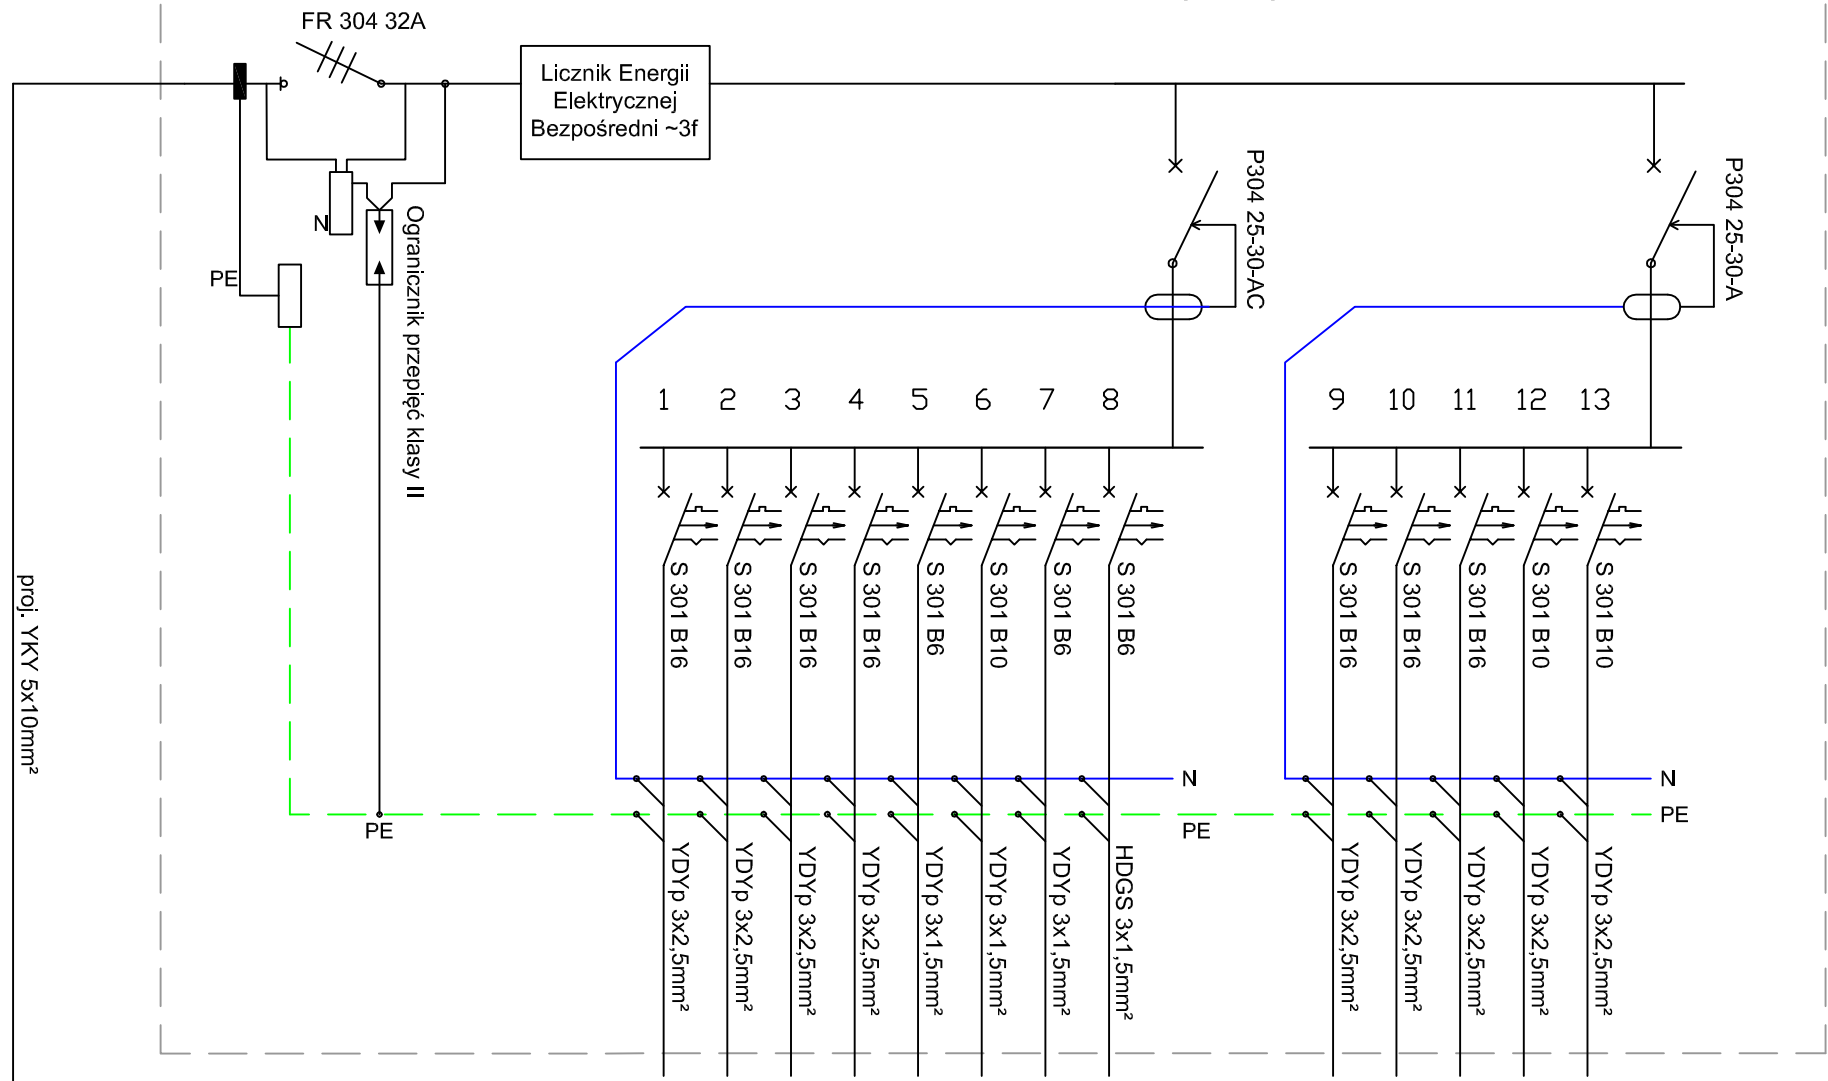 FR 304 32A
Licznik Energii
Elektrycznej
Bezpośredni ~3f
N
PE
Ogranicznik przepięć klasy II
P304 25-30-AC
P304 25-30-A
1 2 3 4 5 6 7 8 9 10 11 12 13
S 301 B16
S 301 B16
S 301 B16
S 301 B16
S 301 B6
S 301 B10
S 301 B6
S 301 B6
S 301 B16
S 301 B16
S 301 B16
S 301 B10
S 301 B10
proj. YKY 5x10mm²
N
N
PE
PE
PE
YDYp 3x2,5mm²
YDYp 3x2,5mm²
YDYp 3x2,5mm²
YDYp 3x2,5mm²
YDYp 3x1,5mm²
YDYp 3x1,5mm²
YDYp 3x1,5mm²
HDGS 3x1,5mm²
YDYp 3x2,5mm²
YDYp 3x2,5mm²
YDYp 3x2,5mm²
YDYp 3x2,5mm²
YDYp 3x2,5mm²